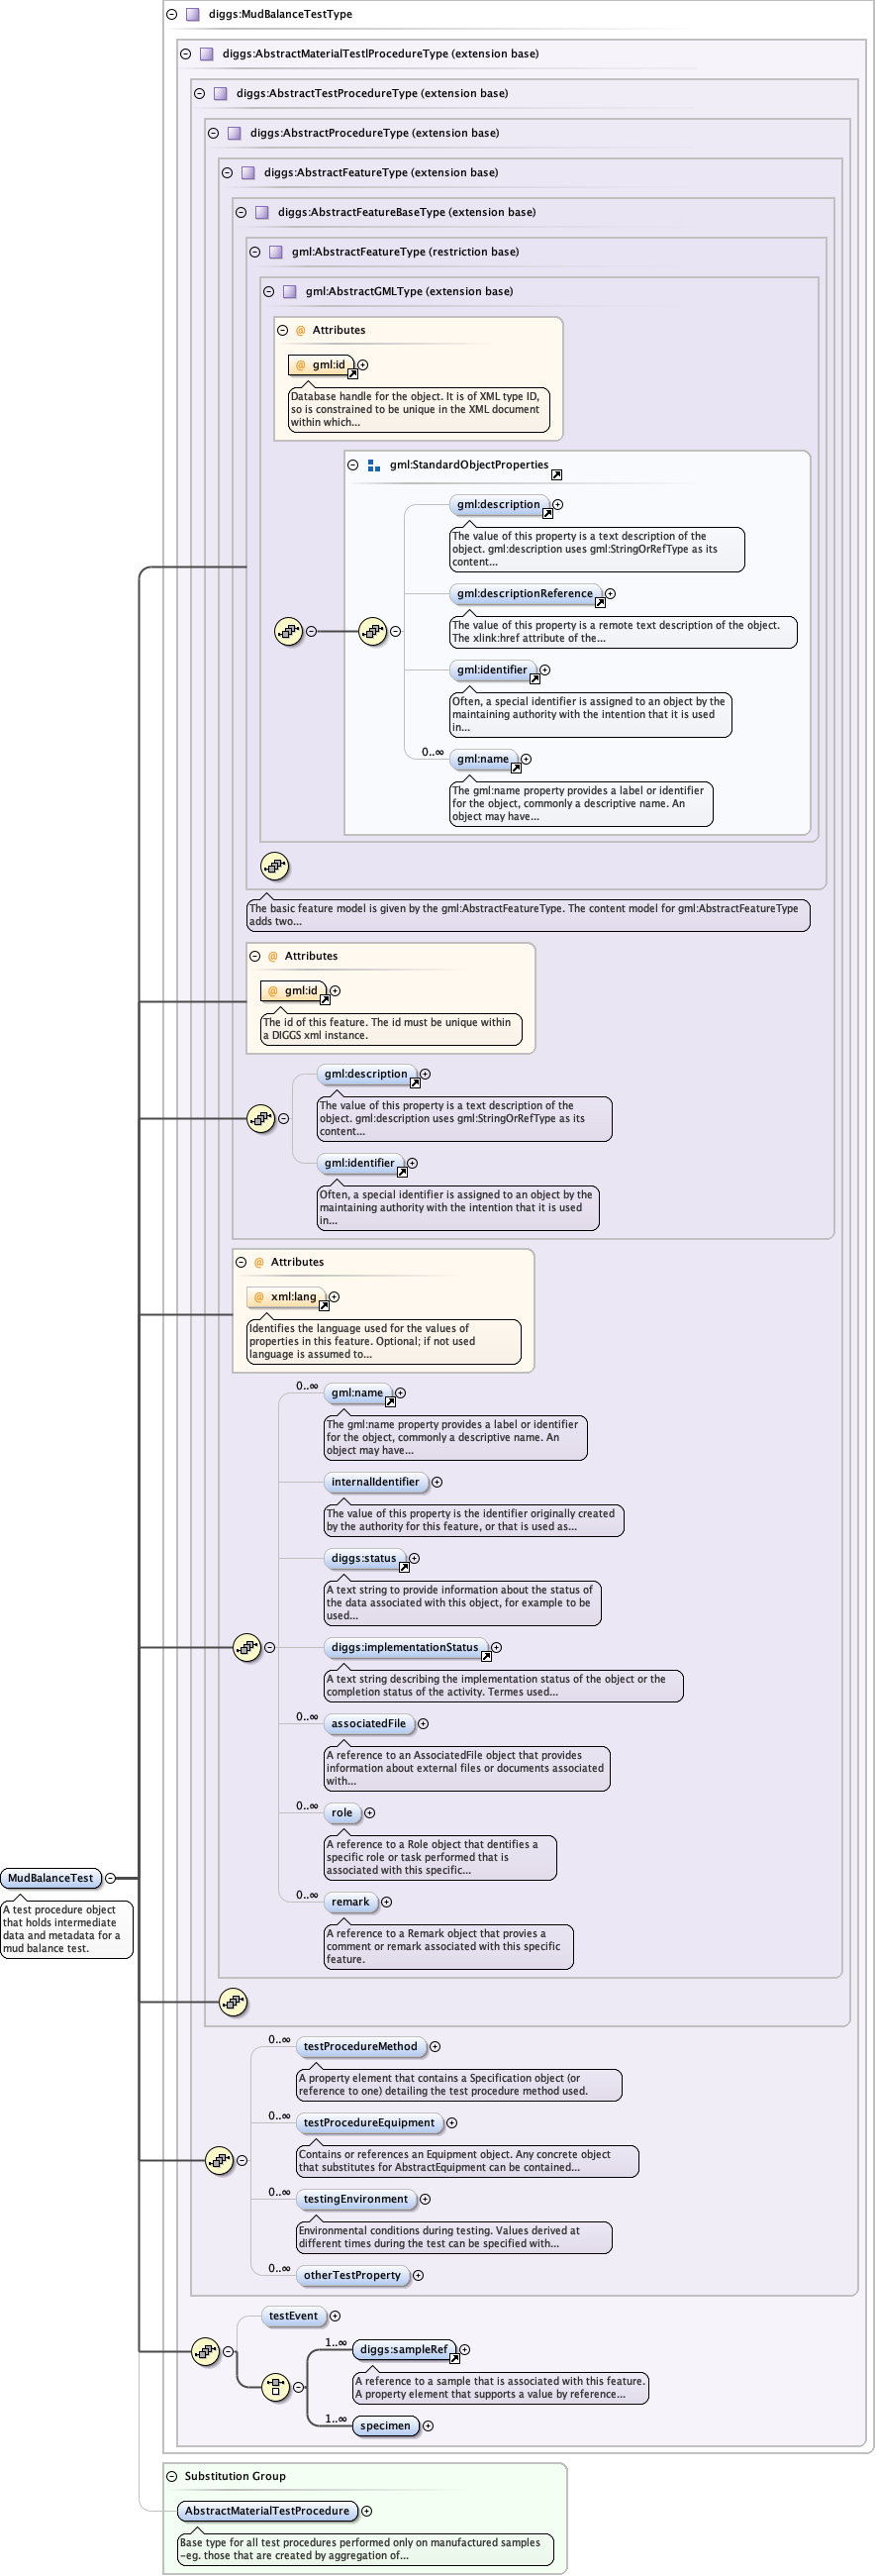 diggs:MudBalanceTestType
diggs:AbstractMaterialTestlProcedureType (extension base)
diggs:AbstractTestProcedureType (extension base)
diggs:AbstractProcedureType (extension base)
diggs:AbstractFeatureType (extension base)
diggs:AbstractFeatureBaseType (extension base)
gml:AbstractFeatureType (restriction base)
gml:AbstractGMLType (extension base)
@ Attributes
@ gml:id
Database handle for the object. It is of XML type ID,
so is constrained to be unique in the XML document
within which...
gml:StandardObjectProperties
gml:description
The value of this property is a text description of the
object. gml:description uses gml:StringOrRefType as its
content...
gml:descriptionReference
The value of this property is a remote text description of the object.
The xlink:href attribute of the...
gml:identifier
Often, a special identifier is assigned to an object by the
maintaining authority with the intention that it is used
in...
0..∞
gml:name
The gml:name property provides a label or identifier
for the object, commonly a descriptive name. An
object may have...
The basic feature model is given by the gml:AbstractFeatureType. The content model for gml:AbstractFeatureType
adds two...
@ Attributes
@ gml:id
The id of this feature. The id must be unique within
a DIGGS xml instance.
gml:description
The value of this property is a text description of the
object. gml:description uses gml:StringOrRefType as its
content...
gml:identifier
Often, a special identifier is assigned to an object by the
maintaining authority with the intention that it is used
in...
@ Attributes
@ xml:lang
Identifies the language used for the values of
properties in this feature. Optional; if not used
language is assumed to...
0..∞
gml:name
The gml:name property provides a label or identifier
for the object, commonly a descriptive name. An
object may have...
internalIdentifier
The value of this property is the identifier originally created
by the authority for this feature, or that is used as...
diggs:status
A text string to provide information about the status of
the data associated with this object, for example to be
used...
diggs:implementationStatus
A text string describing the implementation status of the object or the
completion status of the activity. Termes used...
0..∞
associatedFile
A reference to an AssociatedFile object that provides
information about external files or documents associated
with...
0..∞
role
A reference to a Role object that dentifies a
specific role or task performed that is
associated with this specific...
0..∞
remark
A reference to a Remark object that provies a
comment or remark associated with this specific
feature.
MudBalanceTest
A test procedure object
that holds intermediate
data and metadata for a
mud balance test.
0..∞
testProcedureMethod
A property element that contains a Specification object (or
reference to one) detailing the test procedure method used.
0..∞
testProcedureEquipment
Contains or references an Equipment object. Any concrete object
that substitutes for AbstractEquipment can be contained...
0..∞
testingEnvironment
Environmental conditions during testing. Values derived at
different times during the test can be specified with...
0..∞
otherTestProperty
testEvent
1..∞
diggs:sampleRef
A reference to a sample that is associated with this feature.
A property element that supports a value by reference...
1..∞
specimen
Substitution Group
AbstractMaterialTestProcedure
Base type for all test procedures performed only on manufactured samples
-eg. those that are created by aggregation of...